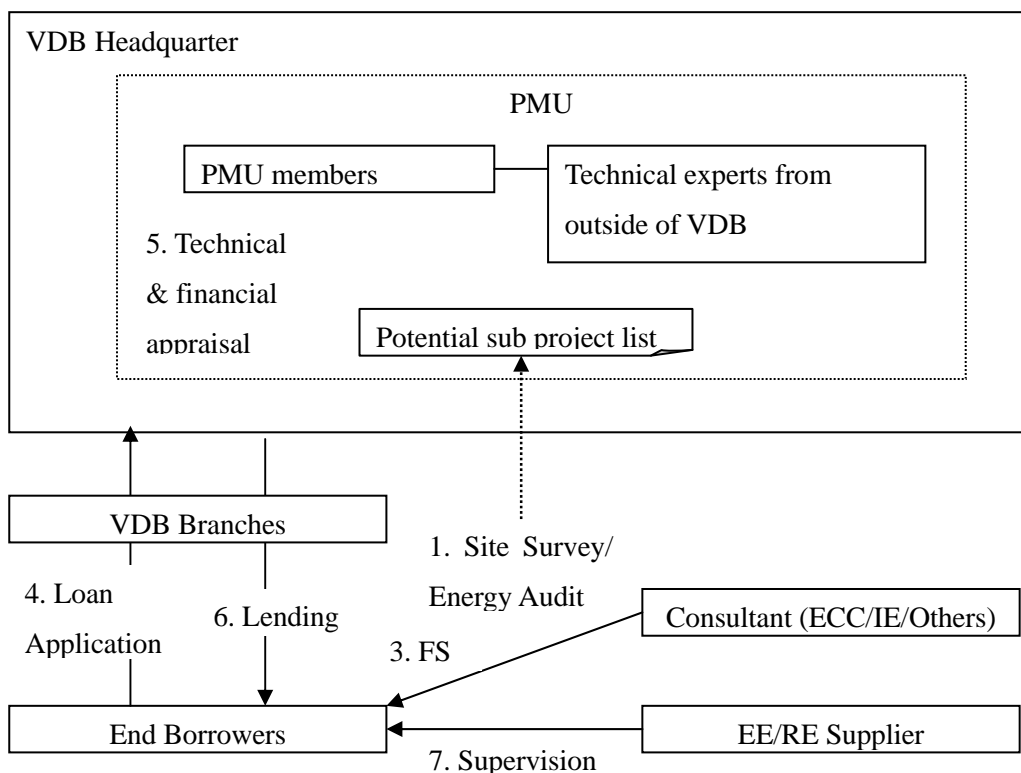 VDB Headquarter
PMU
PMU members
Technical experts from
outside of VDB
5. Technical
& financial
appraisal
Potential sub project list
VDB Branches
1. Site Survey/
Energy Audit
4. Loan
Application
6. Lending
Consultant (ECC/IE/Others)
3. FS
End Borrowers
EE/RE Supplier
7. Supervision